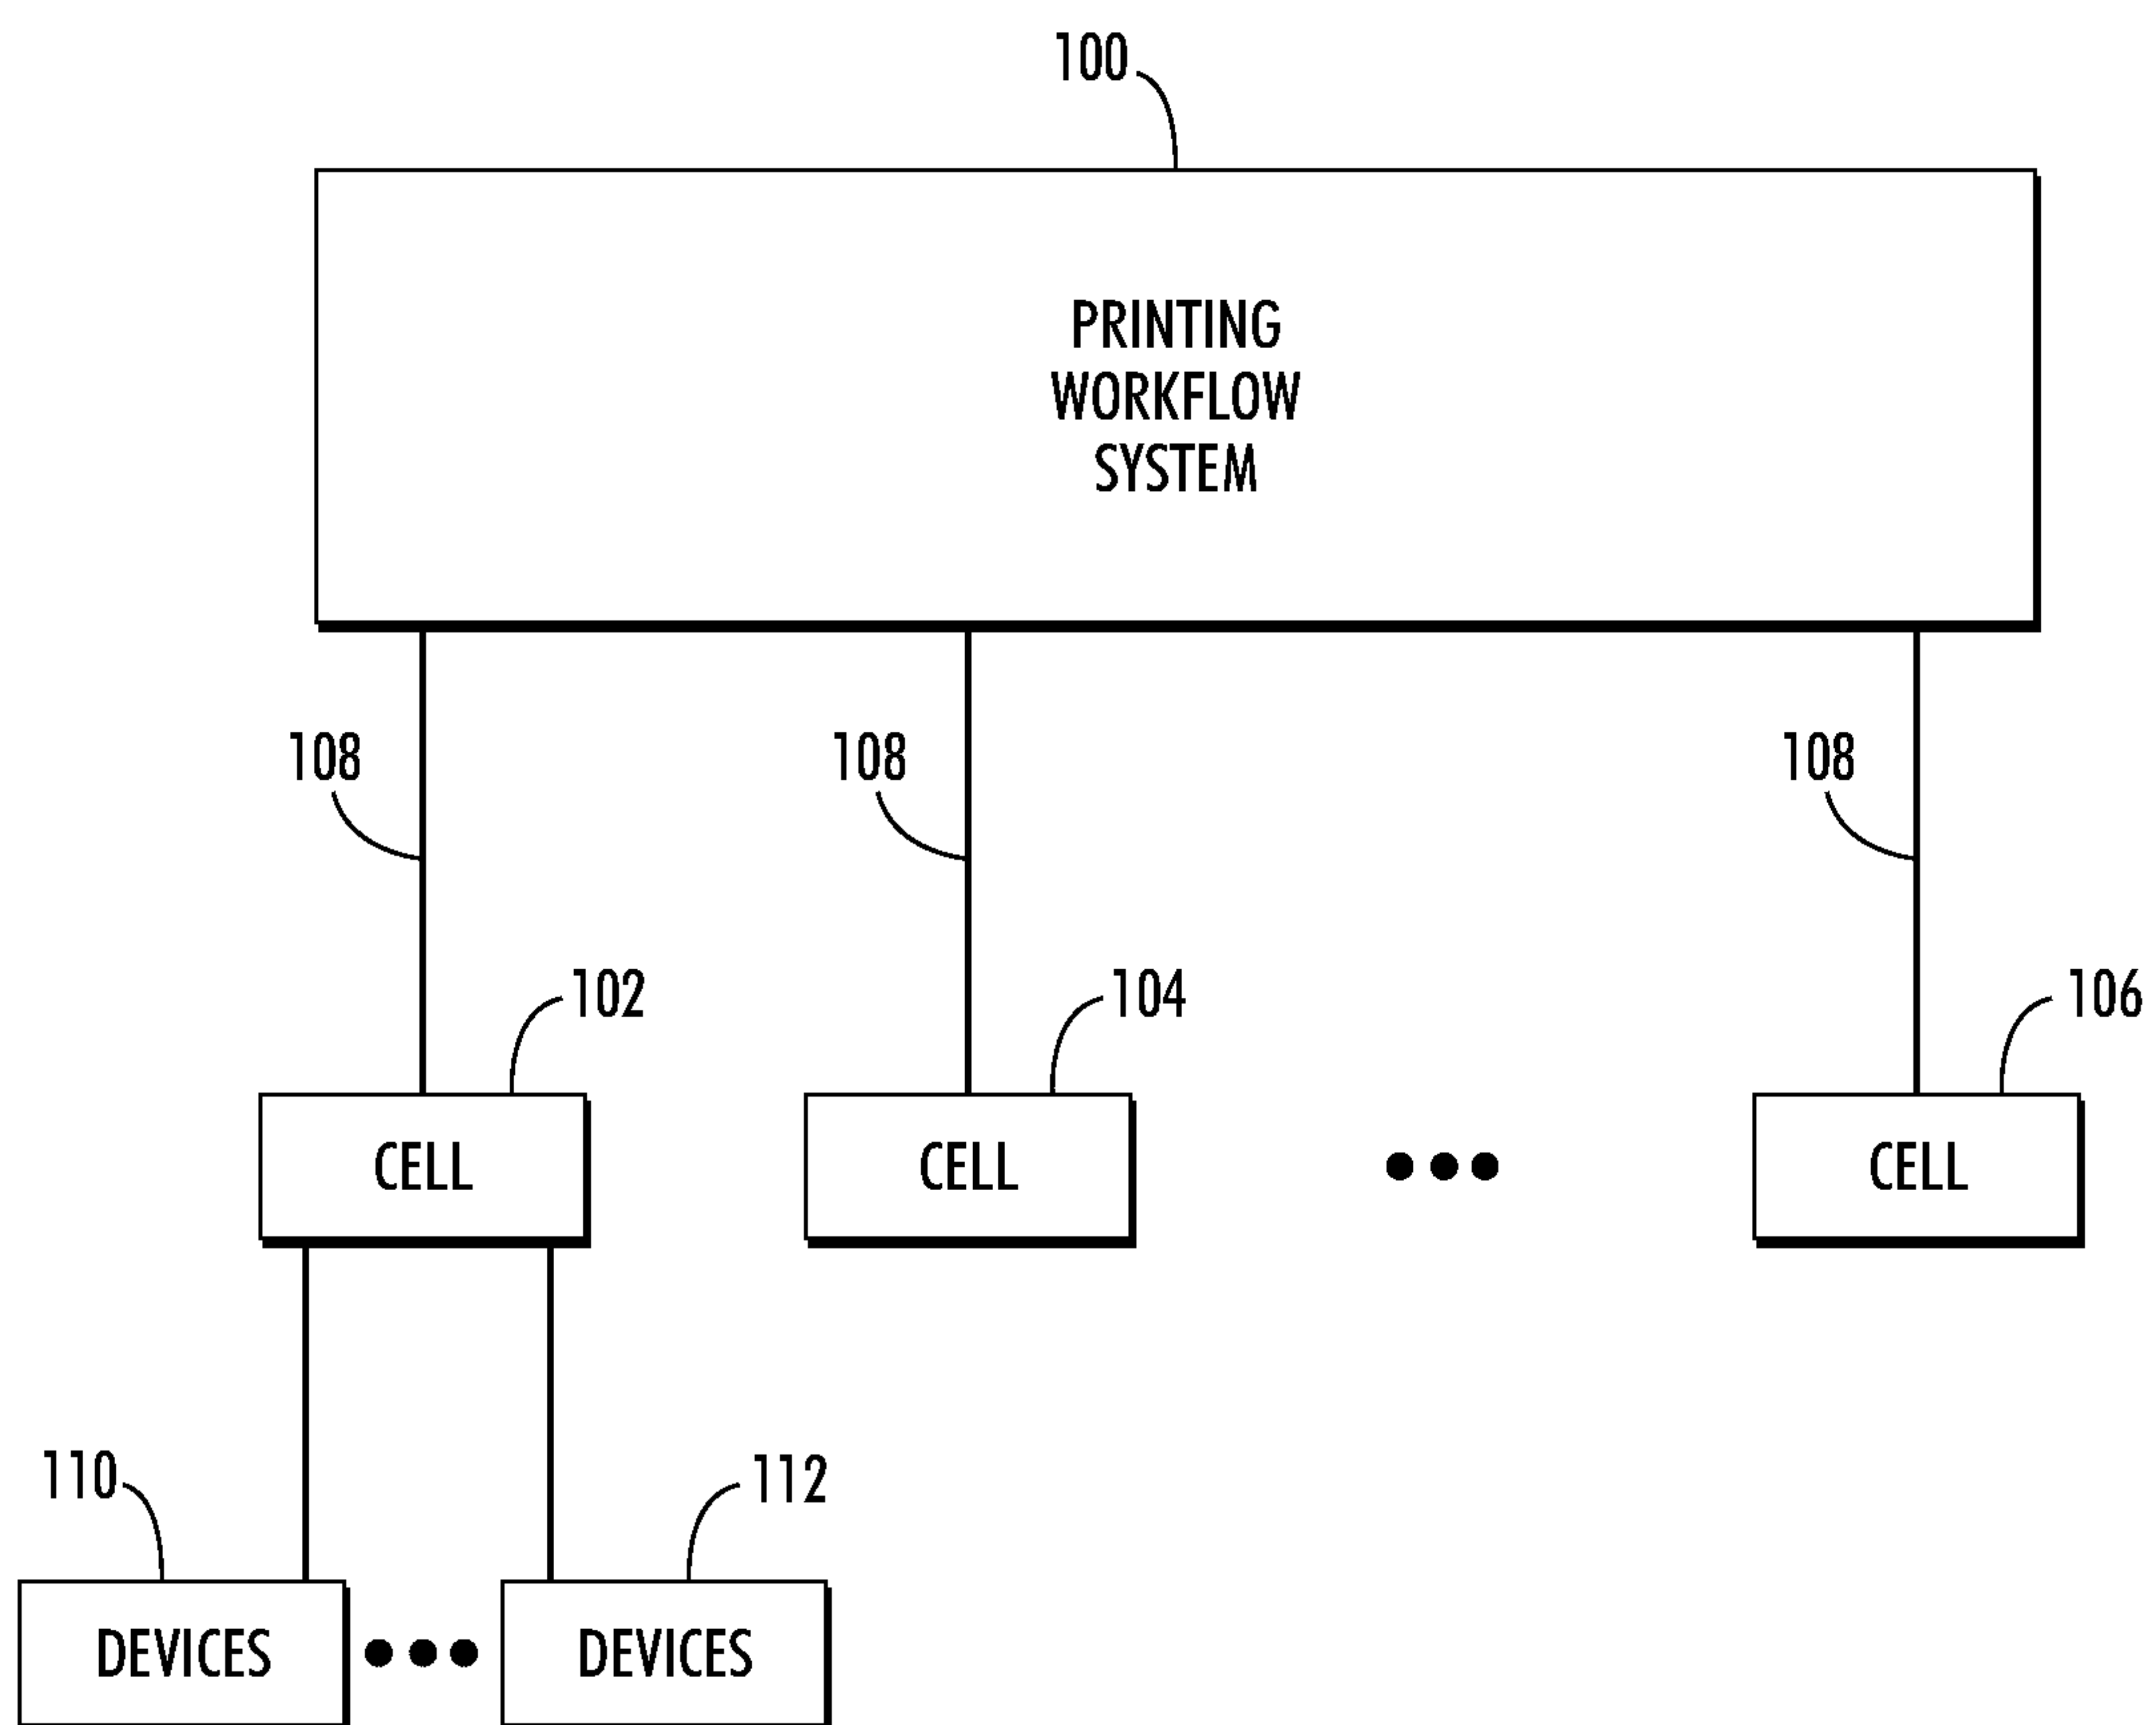 100
PRINTING
WORKFLOW
SYSTEM
108 108 108
102 104 106
CELL CELL CELL
110 112
DEVICES DEVICES